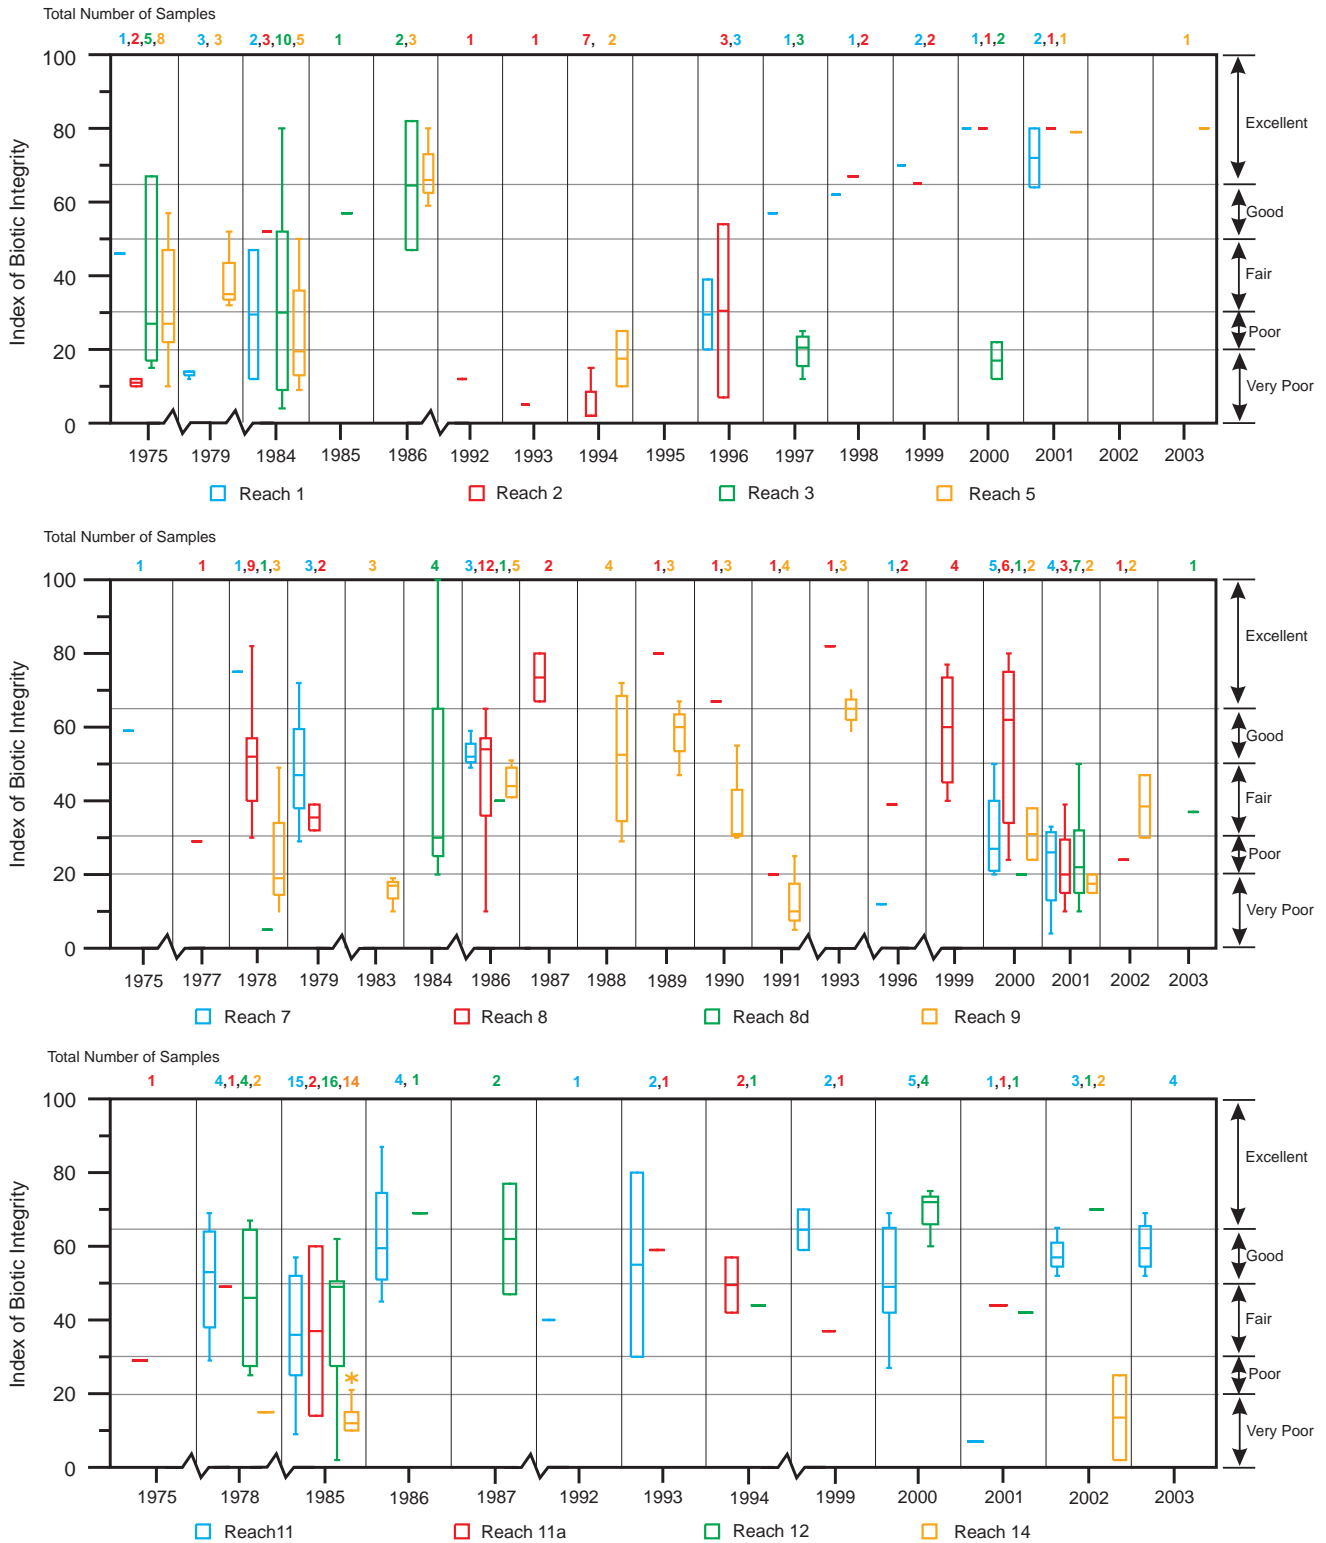 Total Number of Samples
1,2,5,8 3, 3 2,3,10,5 1 2,3 1 1 7, 2 3,3 1,3 1,2 2,2 1,1,2 2,1,1 1
100
80
60
40
20
0
Index of Biotic Integrity
Excellent
Good
Fair
Poor
Very Poor
1975 1979 1984 1985 1986 1992 1993 1994 1995 1996 1997 1998 1999 2000 2001 2002 2003
Reach 1 Reach 2 Reach 3 Reach 5
Total Number of Samples
1 1 1,9,1,3 3,2 3 4 3,12,1,5 2 4 1,3 1,3 1,4 1,3 1,2 4 5,6,1,2 4,3,7,2 1,2 1
100
80
60
40
20
0
Index of Biotic Integrity
Excellent
Good
Fair
Poor
Very Poor
1975 1977 1978 1979 1983 1984 1986 1987 1988 1989 1990 1991 1993 1996 1999 2000 2001 2002 2003
Reach 7 Reach 8 Reach 8d Reach 9
Total Number of Samples
1 4,1,4,2 15,2,16,14 4, 1 2 1 2,1 2,1 2,1 5,4 1,1,1 3,1,2 4
100
80
60
40
20
0
Index of Biotic Integrity
Excellent
Good
Fair
Poor
Very Poor
*
1975 1978 1985 1986 1987 1992 1993 1994 1999 2000 2001 2002 2003
Reach11 Reach 11a Reach 12 Reach 14